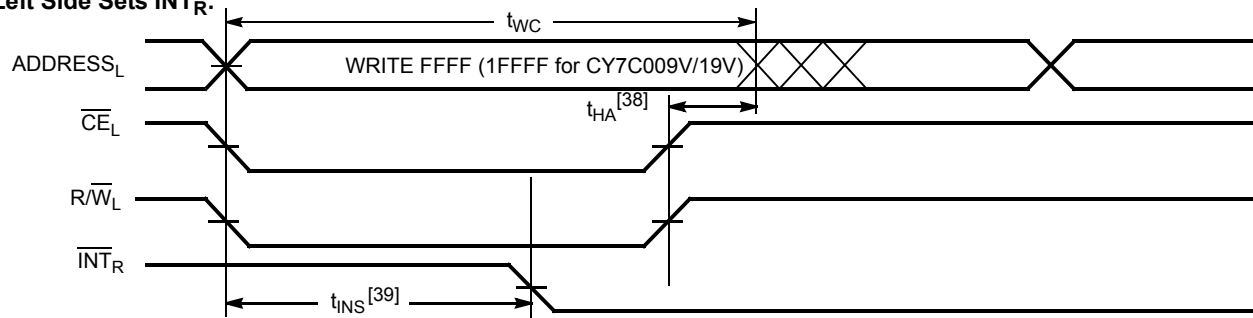 Left Side Sets INTR:
tWC
ADDRESSL
WRITE FFFF (1FFFF for CY7C009V/19V)
tHA[38]
CEL
R/WL
INTR
tINS[39]